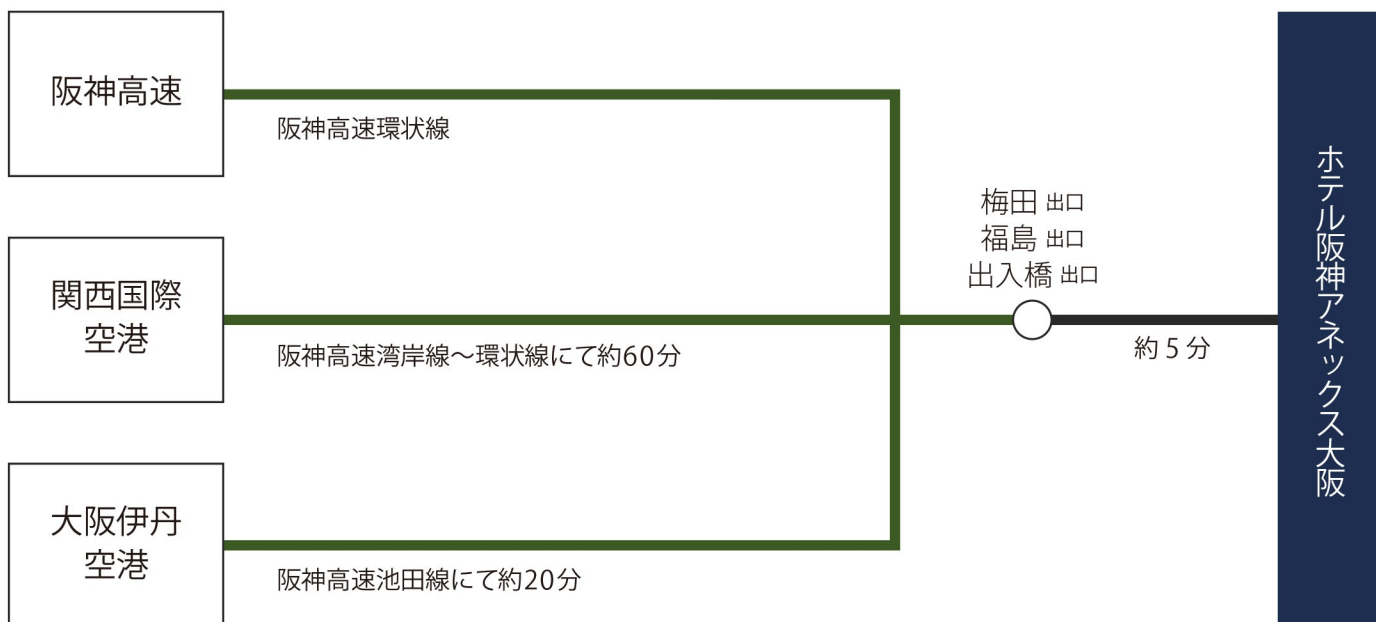 阪神高速
阪神高速環状線
関西国際
空港
阪神高速湾岸線〜環状線にて約60分
大阪伊丹
空港
阪神高速池田線にて約20分
梅田 出口
福島 出口
出入橋 出口
約 5 分
ホテル阪神アネックス大阪